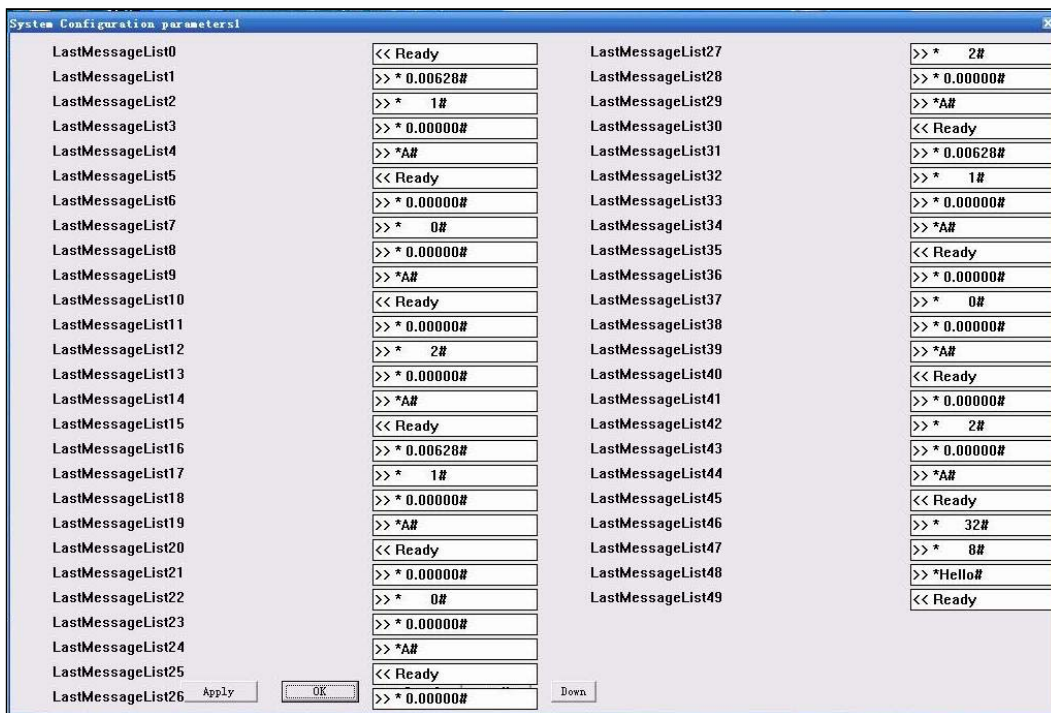 System Configuration parameters1
LastMessageList0 << Ready
LastMessageList1 >> * 0.00628#
LastMessageList2 >> * 1#
LastMessageList3 >> * 0.00000#
LastMessageList4 >> *A#
LastMessageList5 << Ready
LastMessageList6 >> * 0.00000#
LastMessageList7 >> * 0#
LastMessageList8 >> * 0.00000#
LastMessageList9 >> *A#
LastMessageList10 << Ready
LastMessageList11 >> * 0.00000#
LastMessageList12 >> * 2#
LastMessageList13 >> * 0.00000#
LastMessageList14 >> *A#
LastMessageList15 << Ready
LastMessageList16 >> * 0.00628#
LastMessageList17 >> * 1#
LastMessageList18 >> * 0.00000#
LastMessageList19 >> *A#
LastMessageList20 << Ready
LastMessageList21 >> * 0.00000#
LastMessageList22 >> * 0#
LastMessageList23 >> * 0.00000#
LastMessageList24 >> *A#
LastMessageList25 << Ready
LastMessageList26 >> * 0.00000#
LastMessageList27 >> * 2#
LastMessageList28 >> * 0.00000#
LastMessageList29 >> *A#
LastMessageList30 << Ready
LastMessageList31 >> * 0.00628#
LastMessageList32 >> * 1#
LastMessageList33 >> * 0.00000#
LastMessageList34 >> *A#
LastMessageList35 << Ready
LastMessageList36 >> * 0.00000#
LastMessageList37 >> * 0#
LastMessageList38 >> * 0.00000#
LastMessageList39 >> *A#
LastMessageList40 << Ready
LastMessageList41 >> * 0.00000#
LastMessageList42 >> * 2#
LastMessageList43 >> * 0.00000#
LastMessageList44 >> *A#
LastMessageList45 << Ready
LastMessageList46 >> * 32#
LastMessageList47 >> * 8#
LastMessageList48 >> *Hello#
LastMessageList49 << Ready
Apply OK Down